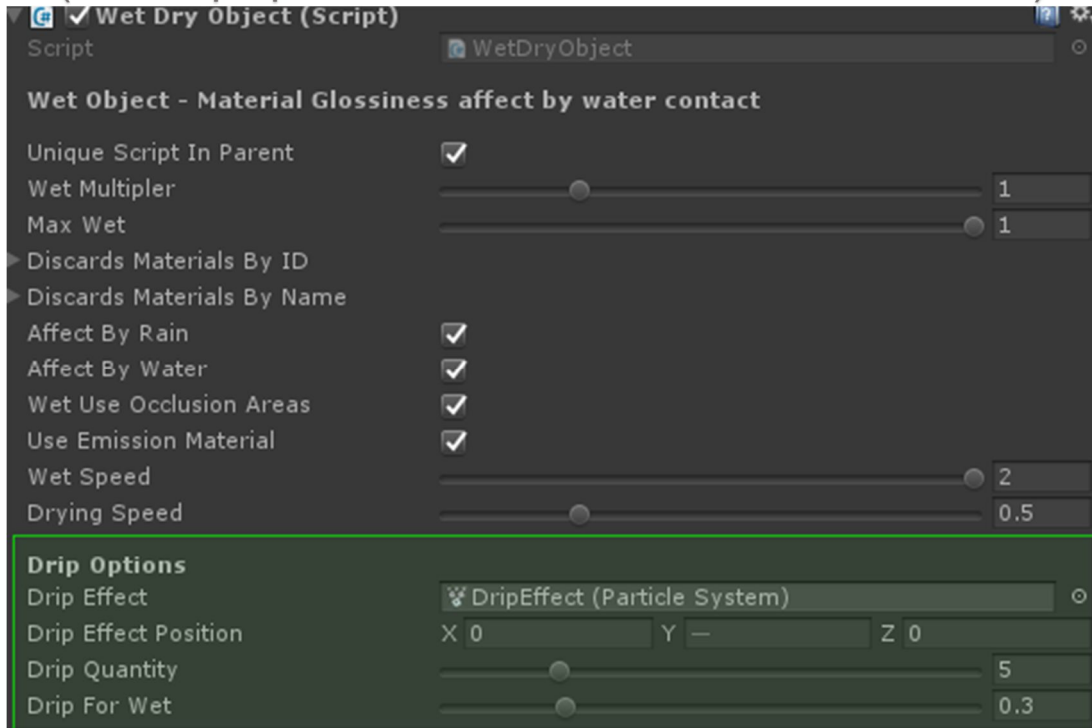 Wet Dry Object (Script)
Script WetDryObject
Wet Object - Material Glossiness affect by water contact
Unique Script In Parent
Wet Multipler 1
Max Wet 1
Discards Materials By ID
Discards Materials By Name
Affect By Rain
Affect By Water
Wet Use Occlusion Areas
Use Emission Material
Wet Speed 2
Drying Speed 0.5
Drip Options
Drip Effect DripEffect (Particle System)
Drip Effect Position X 0 Y — Z 0
Drip Quantity 5
Drip For Wet 0.3